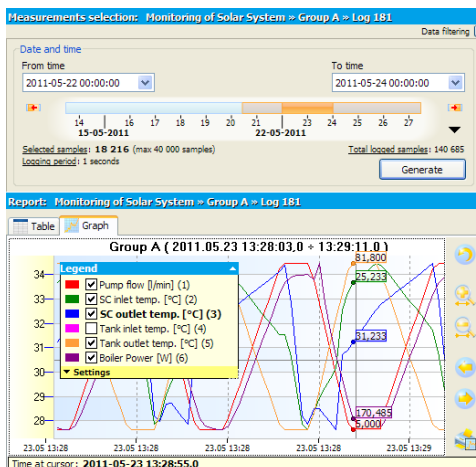 Measurements selection: Monitoring of Solar System » Group A » Log 181
Data filtering
Date and time
From time
To time
2011-05-22 00:00:00
2011-05-24 00:00:00
14 16 17 18 19 20 21 23 24 25 26 27
15-05-2011 22-05-2011
Selected samples: 18 216 (max 40 000 samples)
Total logged samples: 140 685
Logging period: 1 seconds
Generate
Report: Monitoring of Solar System » Group A » Log 181
Table Graph
Group A ( 2011.05.23 13:28:03,0 ÷ 13:29:11.0 )
81,800
Legend
25,233
34
Pump flow [l/min] (1)
33
SC inlet temp. [°C] (2)
32
SC outlet temp. [°C] (3)
31,233
31
Tank inlet temp. [°C] (4)
Tank outlet temp. [°C] (5)
30
Boiler Power [W] (6)
29
Settings
170,485
28
5,000
23.05 13:28 23.05 13:28 23.05 13:28 23.05 13:28 23.05 13:29
Time at cursor: 2011-05-23 13:28:55.0